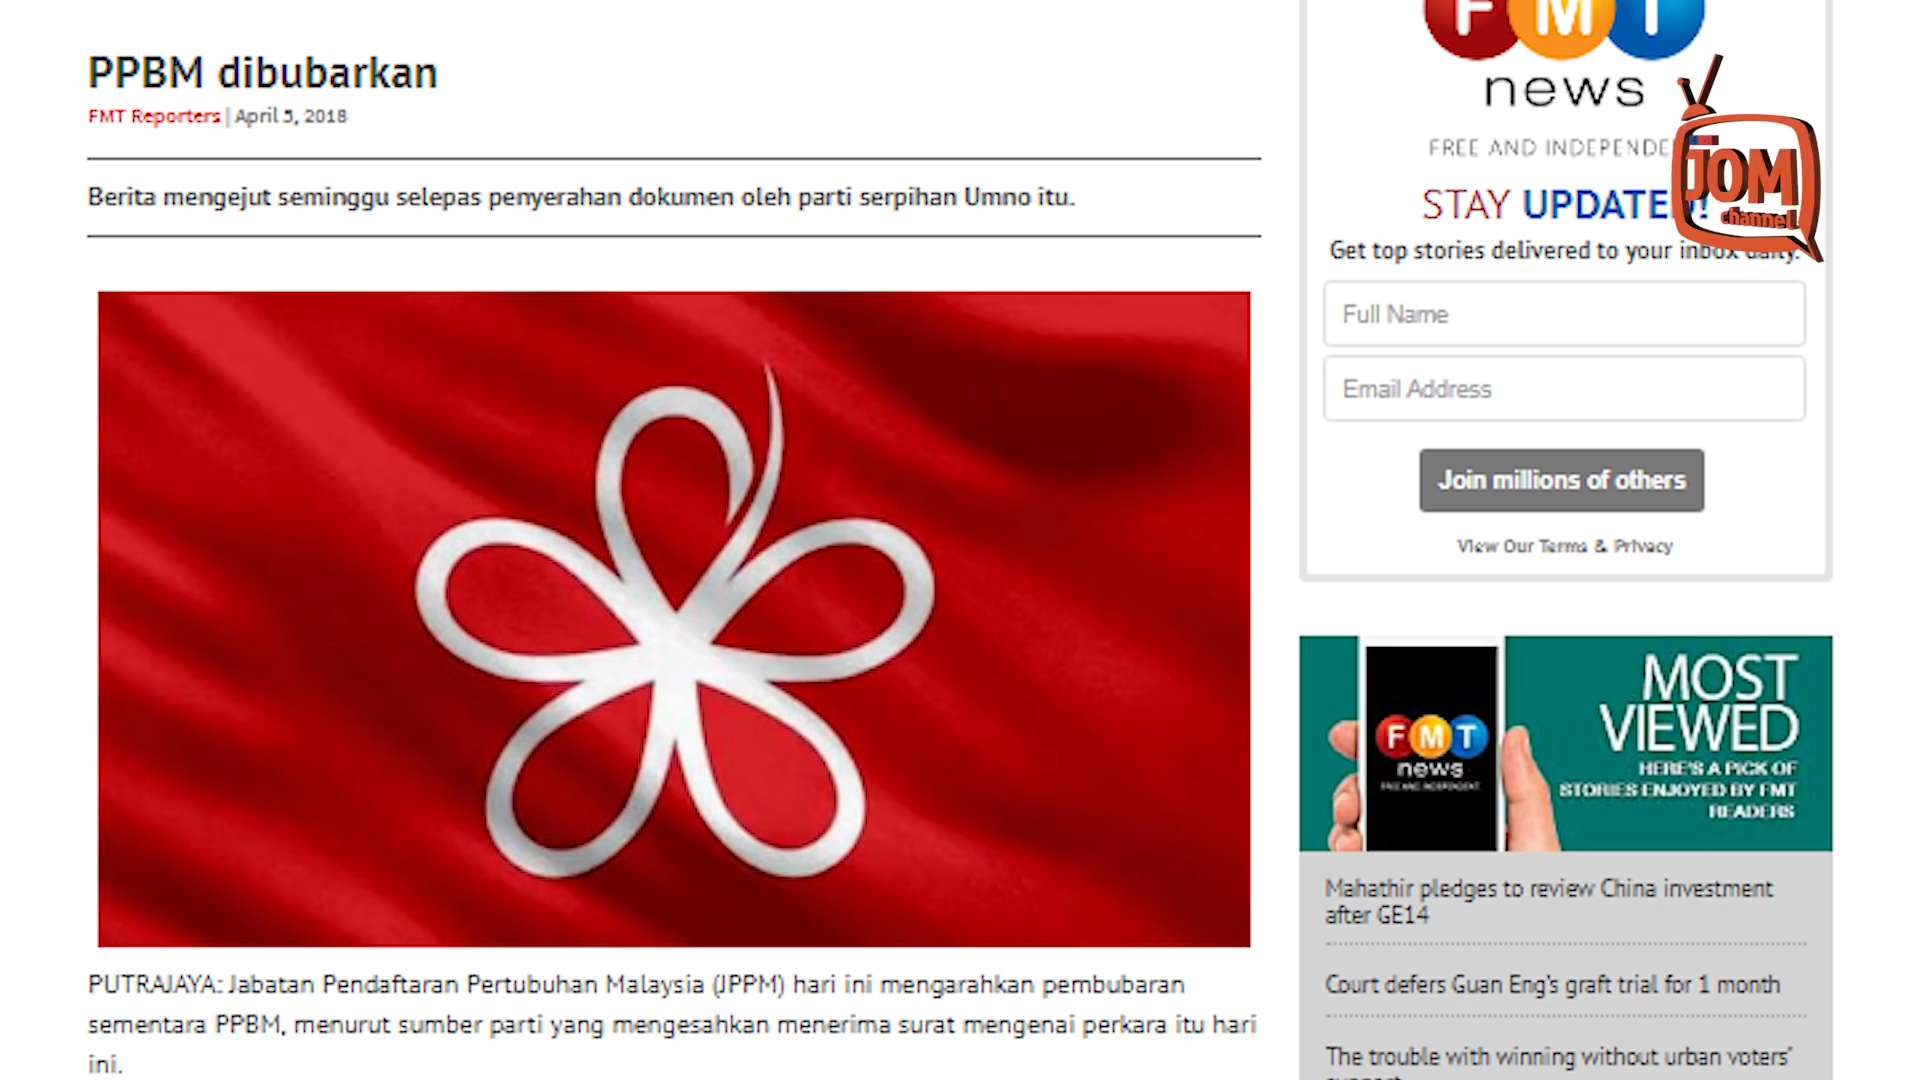 PPBM dibubarkan
FMT Reporters | April 5, 2018
Berita mengejut seminggu selepas penyerahan dokumen oleh parti serpihan Umno itu.
PUTRAJAYA: Jabatan Pendaftaran Pertubuhan Malaysia (JPPM) hari ini mengarahkan pembubaran
sementara PPBM, menurut sumber parti yang mengesahkan menerima surat mengenai perkara itu hari
ini.
FMT
news
FREE AND INDEPENDE
JOM
channel
STAY UPDATED!
Get top stories delivered to your inbox daily.
Full Name
Email Address
Join millions of others
View Our Terms & Privacy
MOST
VIEWED
HERE'S A PICK OF
STORIES ENJOYED BY FMT
READERS
FMT
news
FREE AND INDEPENDENT
Mahathir pledges to review China investment
after GE14
Court defers Guan Eng's graft trial for 1 month
The trouble with winning without urban voters'